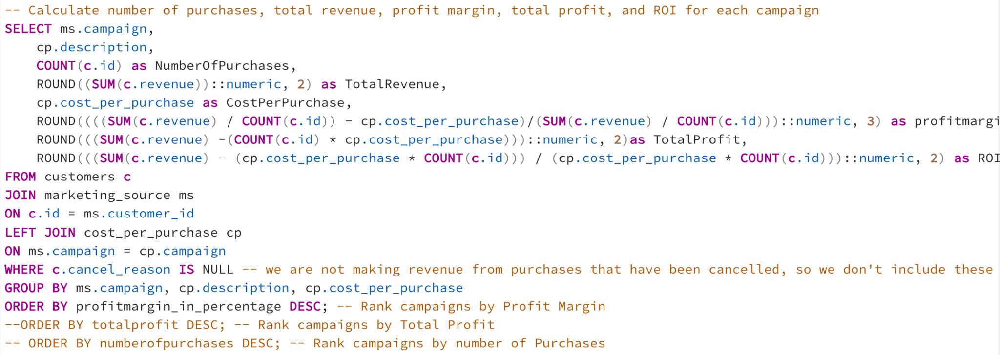 -- Calculate number of purchases, total revenue, profit margin, total profit, and ROI for each campaign
SELECT ms.campaign,
    cp.description,
    COUNT(c.id) as NumberOfPurchases,
    ROUND((SUM(c.revenue))::numeric, 2) as TotalRevenue,
    cp.cost_per_purchase as CostPerPurchase,
    ROUND((((SUM(c.revenue) / COUNT(c.id)) - cp.cost_per_purchase)/(SUM(c.revenue) / COUNT(c.id)))::numeric, 3) as profitmargi
    ROUND(((SUM(c.revenue) -(COUNT(c.id) * cp.cost_per_purchase)))::numeric, 2)as TotalProfit,
    ROUND(((SUM(c.revenue) - (cp.cost_per_purchase * COUNT(c.id))) / (cp.cost_per_purchase * COUNT(c.id)))::numeric, 2) as ROI
FROM customers c
JOIN marketing_source ms
ON c.id = ms.customer_id
LEFT JOIN cost_per_purchase cp
ON ms.campaign = cp.campaign
WHERE c.cancel_reason IS NULL -- we are not making revenue from purchases that have been cancelled, so we don't include these
GROUP BY ms.campaign, cp.description, cp.cost_per_purchase
ORDER BY profitmargin_in_percentage DESC; -- Rank campaigns by Profit Margin
--ORDER BY totalprofit DESC; -- Rank campaigns by Total Profit
-- ORDER BY numberofpurchases DESC; -- Rank campaigns by number of Purchases